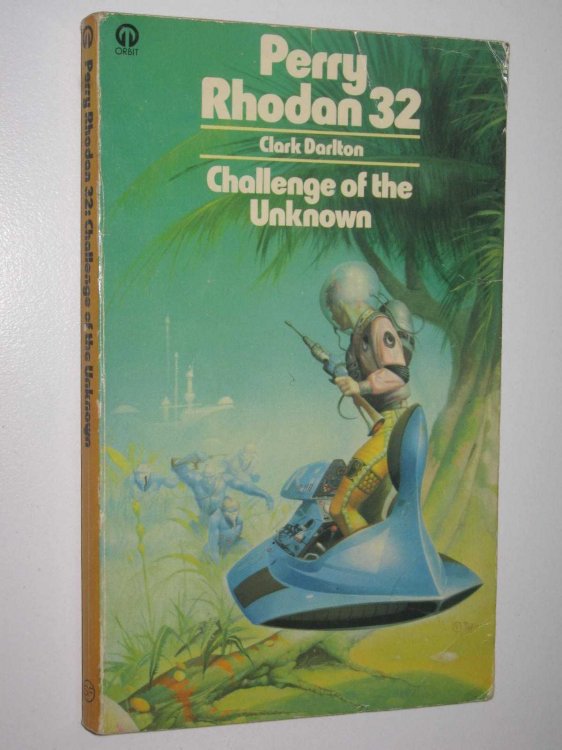 ORBIT
Perry
Rhodan 32
Clark Darlton
Challenge of the
Unknown
Perry Rhodan 32: Challenge of the Unknown